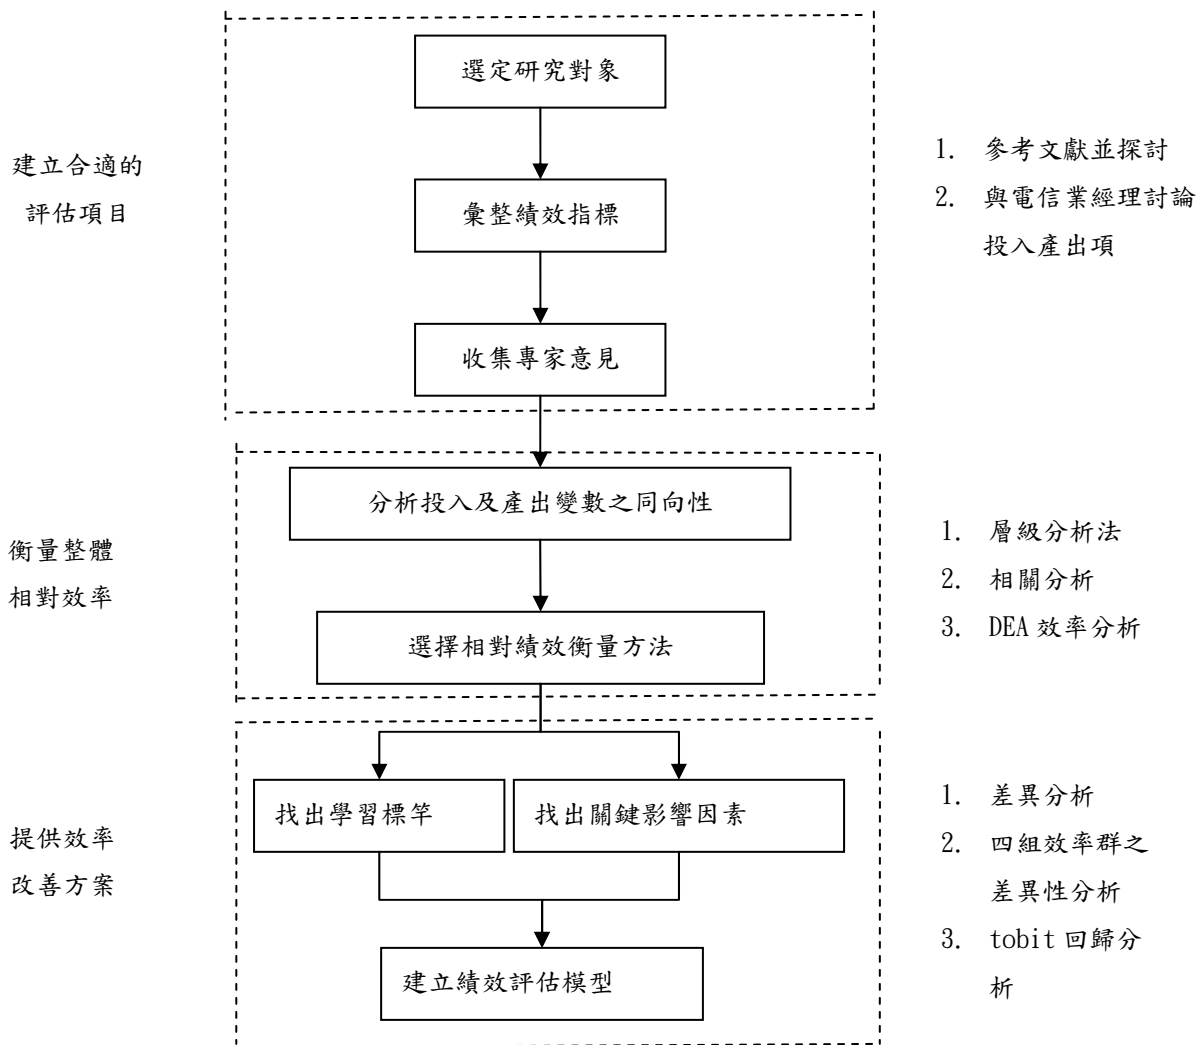 選定研究對象
彙整績效指標
收集專家意見
建立合適的
評估項目
1. 參考文獻並探討
2. 與電信業經理討論
投入產出項
分析投入及產出變數之同向性
選擇相對績效衡量方法
衡量整體
相對效率
1. 層級分析法
2. 相關分析
3. DEA 效率分析
找出學習標竿
找出關鍵影響因素
建立績效評估模型
提供效率
改善方案
1. 差異分析
2. 四組效率群之
差異性分析
3. tobit 回歸分
析